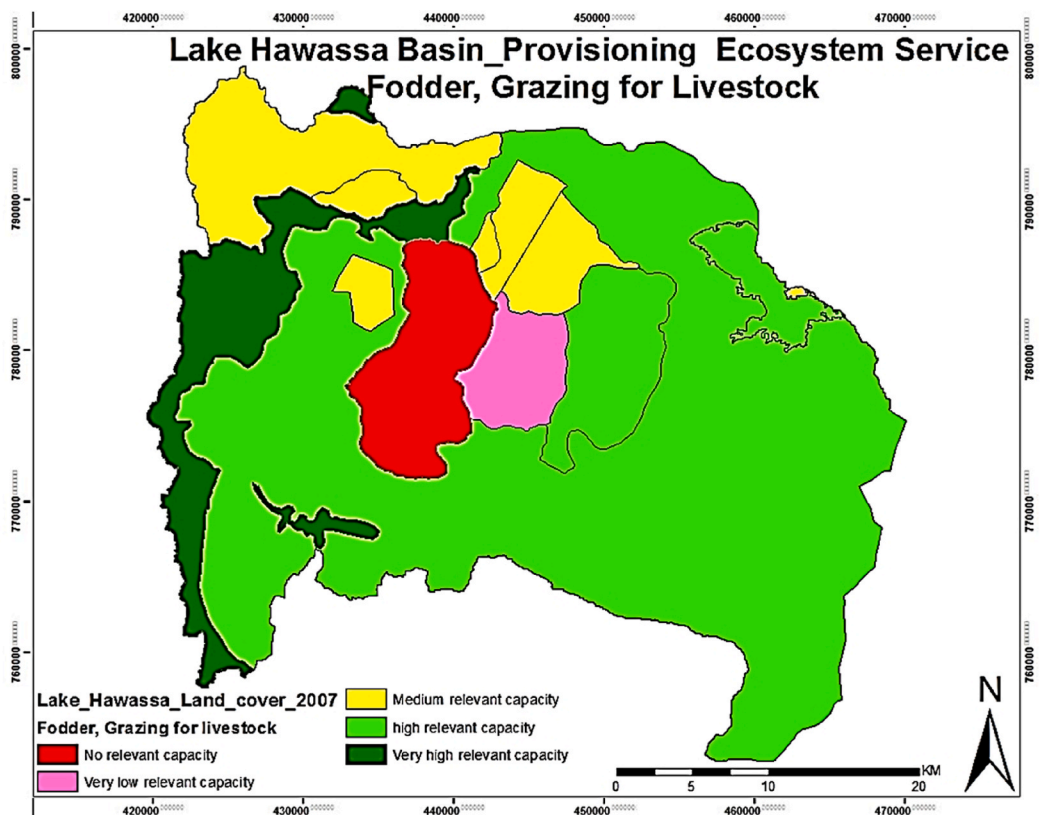 420000 430000 440000 450000 460000 470000
Lake Hawassa Basin_Provisioning Ecosystem Service
Fodder, Grazing for Livestock
800000 800000
790000 790000
780000 780000
770000 770000
760000 760000
Lake_Hawassa_Land_cover_2007
Fodder, Grazing for livestock
No relevant capacity
Very low relevant capacity
Medium relevant capacity
high relevant capacity
Very high relevant capacity
N
KM
0 5 10 20
420000 430000 440000 450000 460000 470000